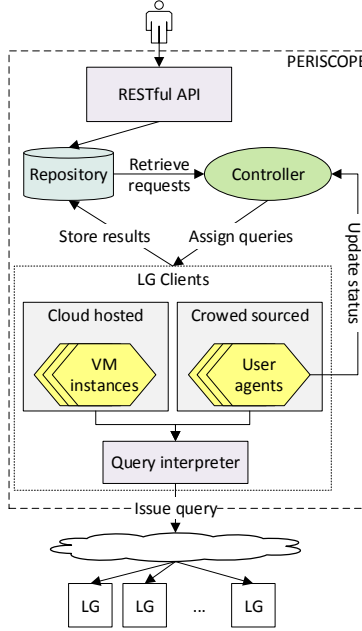 PERISCOPE
RESTful API
Repository
Retrieve
requests
Controller
Store results
Assign queries
Update status
LG Clients
Cloud hosted
Crowed sourced
VM
instances
User
agents
Query interpreter
Issue query
LG
LG
...
LG